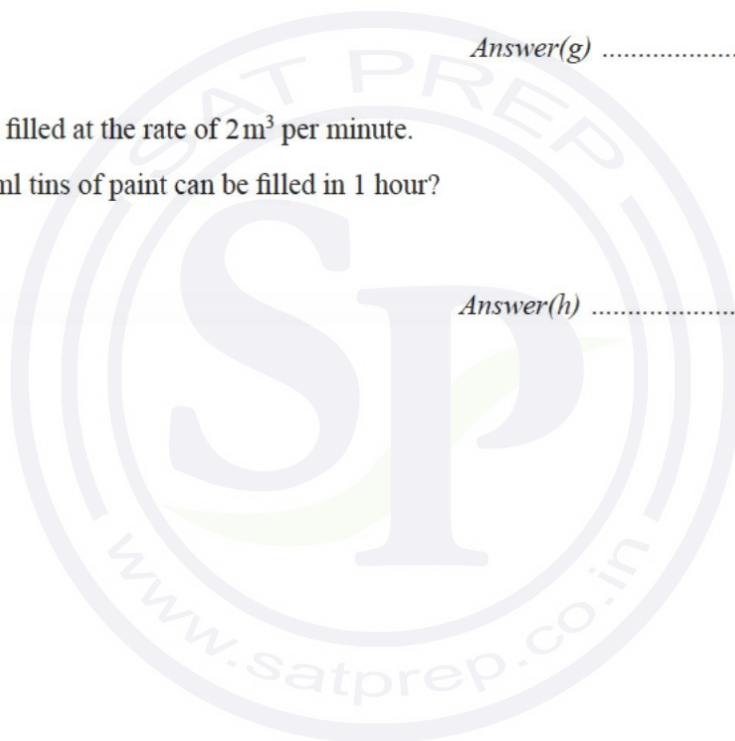 Answer(g) ....................
filled at the rate of 2 m³ per minute.
ml tins of paint can be filled in 1 hour?
Answer(h) ....................
SAT PREP
SP
www.satprep.co.in